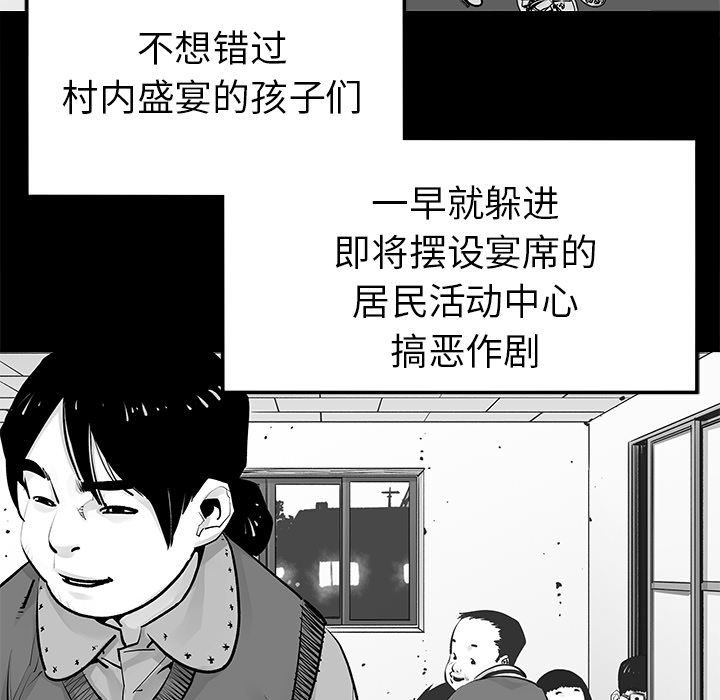 不想错过
村内盛宴的孩子们
一早就躲进
即将摆设宴席的
居民活动中心
搞恶作剧